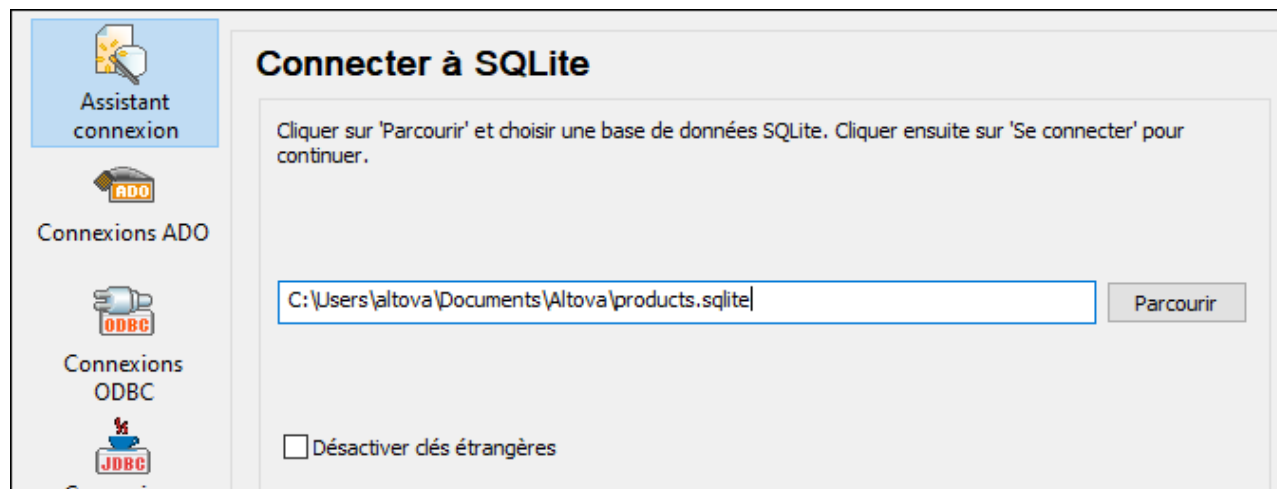 Assistant
connexion
ADO
Connexions ADO
ODBC
Connexions
ODBC
JDBC
Connecter à SQLite
Cliquer sur 'Parcourir' et choisir une base de données SQLite. Cliquer ensuite sur 'Se connecter' pour
continuer.
C:\Users\altova\Documents\Altova\products.sqlite
Parcourir
Désactiver clés étrangères